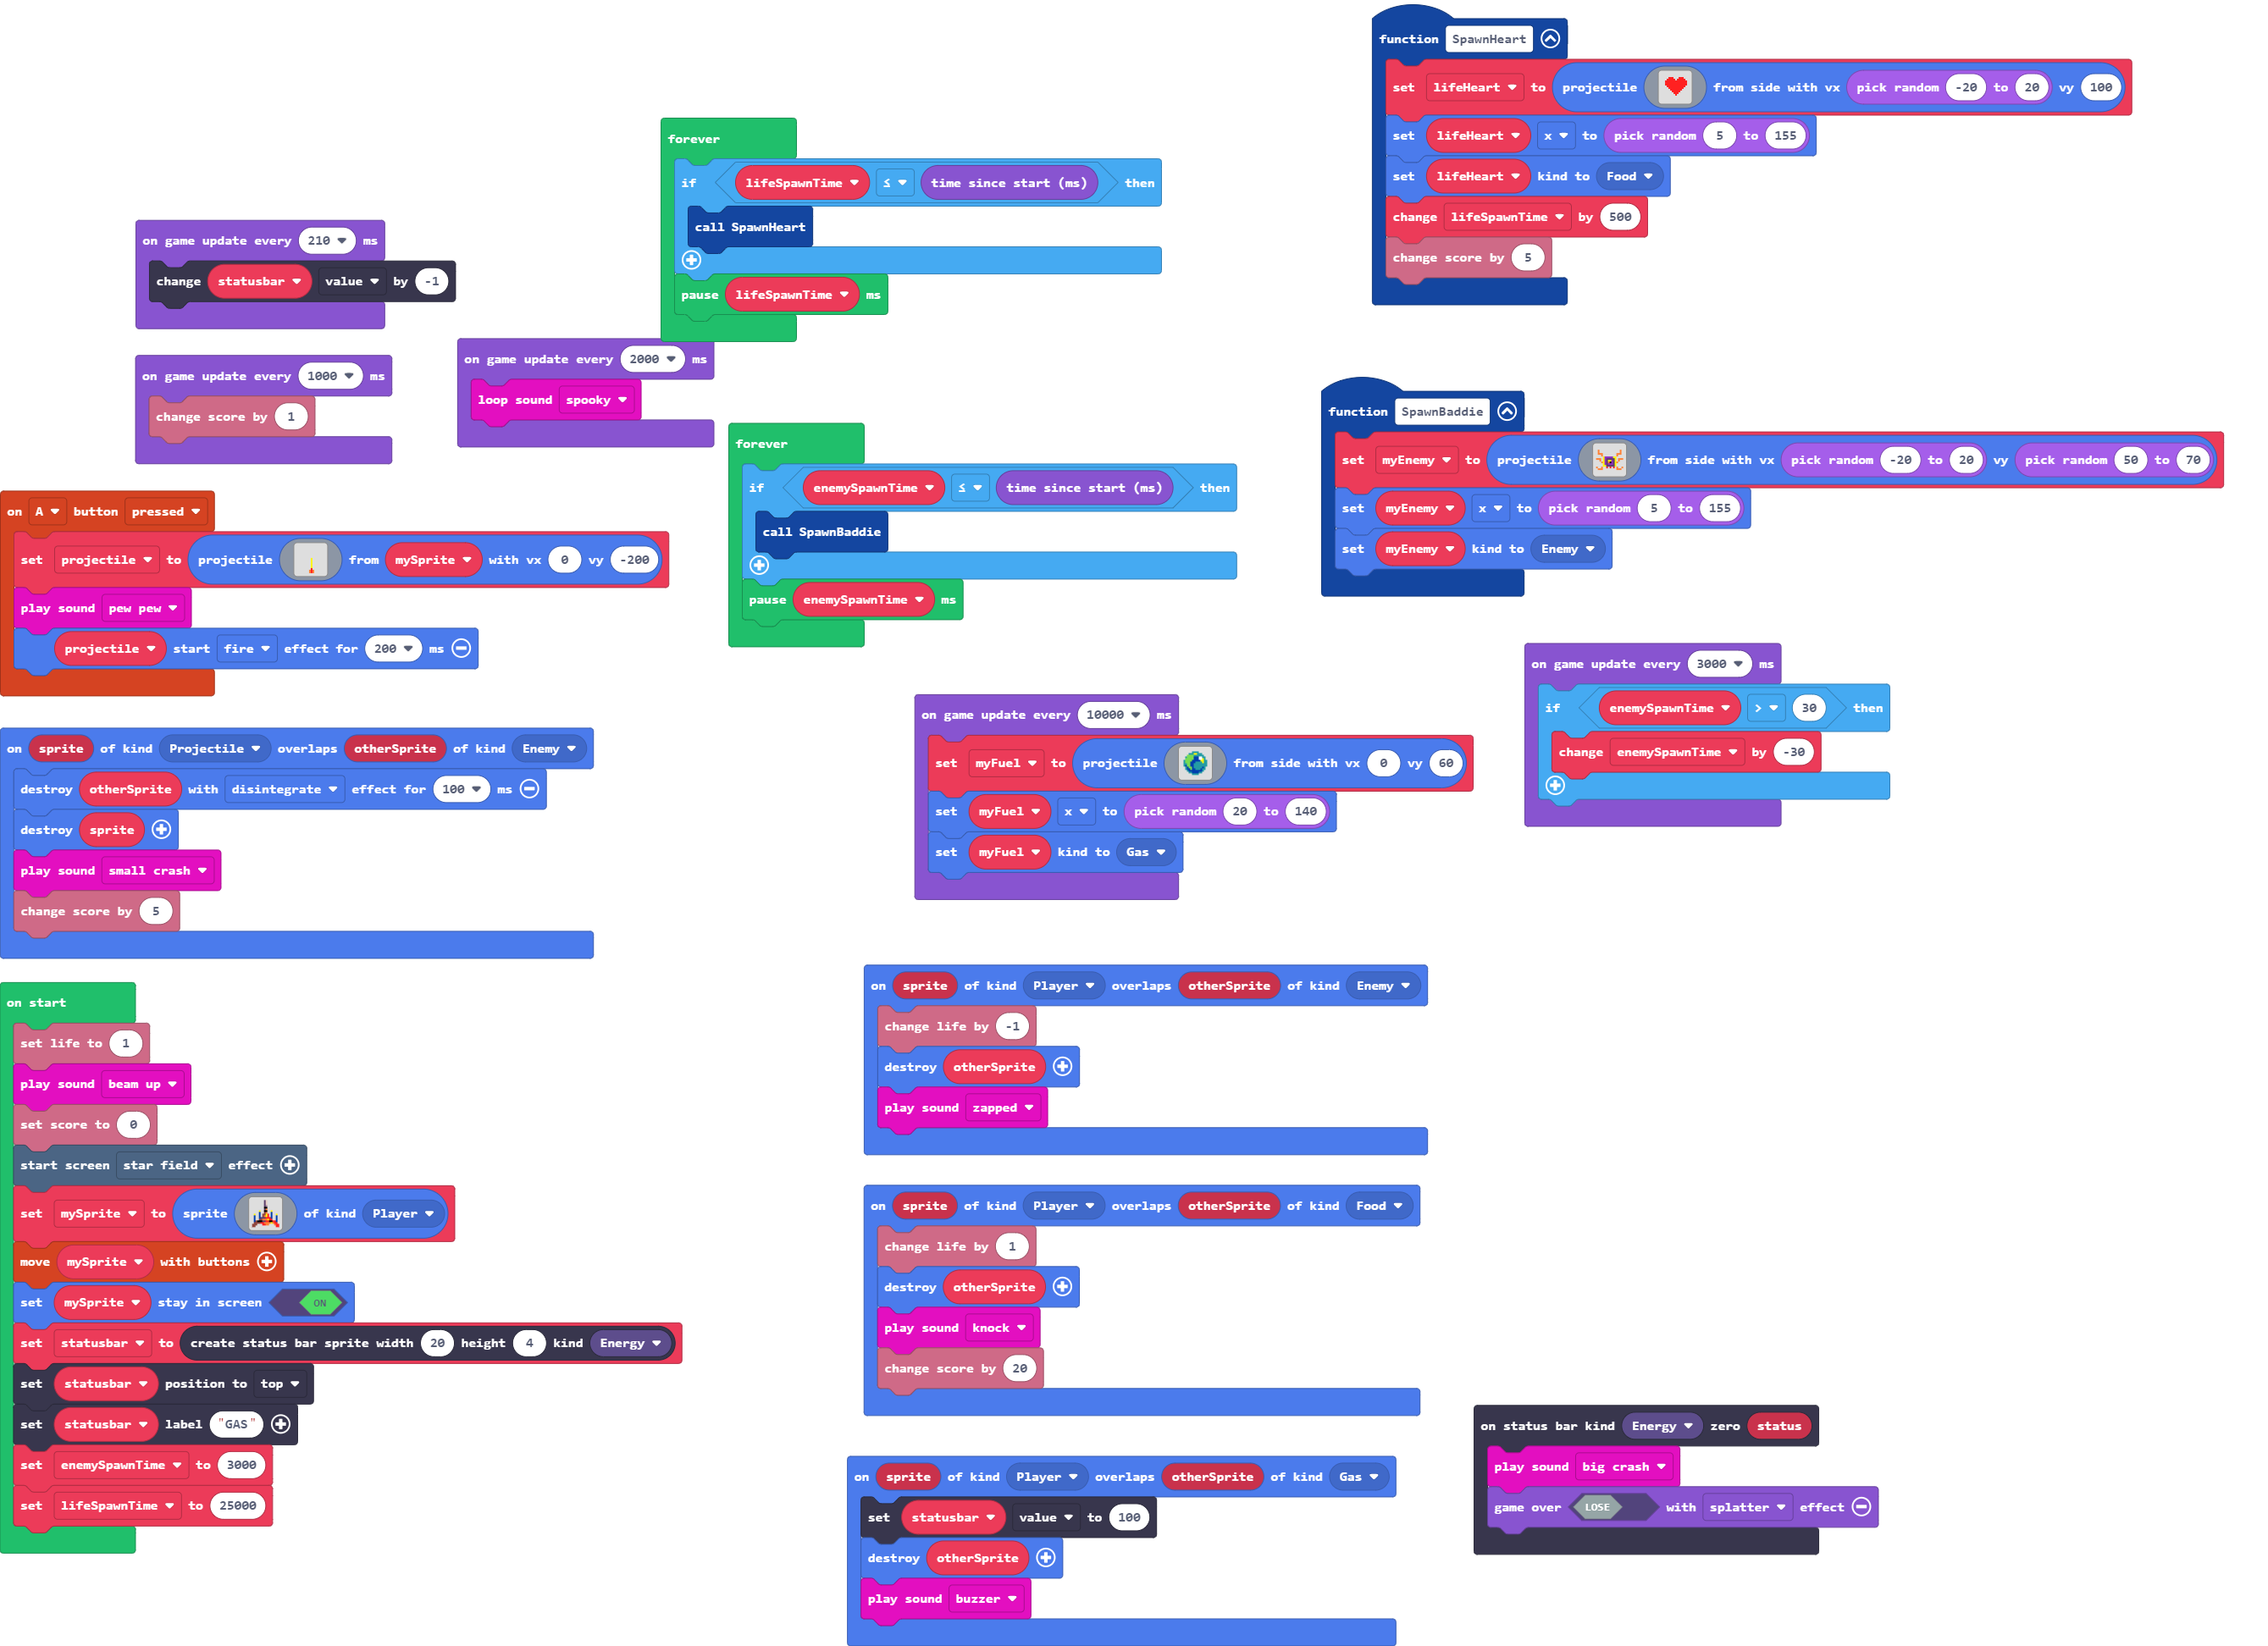 function SpawnHeart
set lifeHeart to projectile from side with vx pick random -20 to 20 vy 100
set lifeHeart x to pick random 5 to 155
set lifeHeart kind to Food
change lifeSpawnTime by 500
change score by 5
forever
if lifeSpawnTime ≤ time since start (ms) then
call SpawnHeart
pause lifeSpawnTime ms
on game update every 210 ms
change statusbar value by -1
on game update every 1000 ms
change score by 1
on game update every 2000 ms
loop sound spooky
function SpawnBaddie
set myEnemy to projectile from side with vx pick random -20 to 20 vy pick random 50 to 70
set myEnemy x to pick random 5 to 155
set myEnemy kind to Enemy
forever
if enemySpawnTime ≤ time since start (ms) then
call SpawnBaddie
pause enemySpawnTime ms
on A button pressed
set projectile to projectile from mySprite with vx 0 vy -200
play sound pew pew
projectile start fire effect for 200 ms
on game update every 3000 ms
if enemySpawnTime > 30 then
change enemySpawnTime by -30
on game update every 10000 ms
set myFuel to projectile from side with vx 0 vy 60
set myFuel x to pick random 20 to 140
set myFuel kind to Gas
on sprite of kind Projectile overlaps otherSprite of kind Enemy
destroy otherSprite with disintegrate effect for 100 ms
destroy sprite
play sound small crash
change score by 5
on start
set life to 1
play sound beam up
set score to 0
start screen star field effect
set mySprite to sprite of kind Player
move mySprite with buttons
set mySprite stay in screen ON
set statusbar to create status bar sprite width 20 height 4 kind Energy
set statusbar position to top
set statusbar label "GAS"
set enemySpawnTime to 3000
set lifeSpawnTime to 25000
on sprite of kind Player overlaps otherSprite of kind Enemy
change life by -1
destroy otherSprite
play sound zapped
on sprite of kind Player overlaps otherSprite of kind Food
change life by 1
destroy otherSprite
play sound knock
change score by 20
on sprite of kind Player overlaps otherSprite of kind Gas
set statusbar value to 100
destroy otherSprite
play sound buzzer
on status bar kind Energy zero status
play sound big crash
game over LOSE with splatter effect